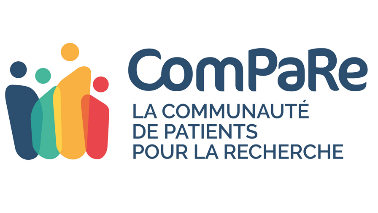 ComPaRe
LA COMMUNAUTÉ
DE PATIENTS
POUR LA RECHERCHE